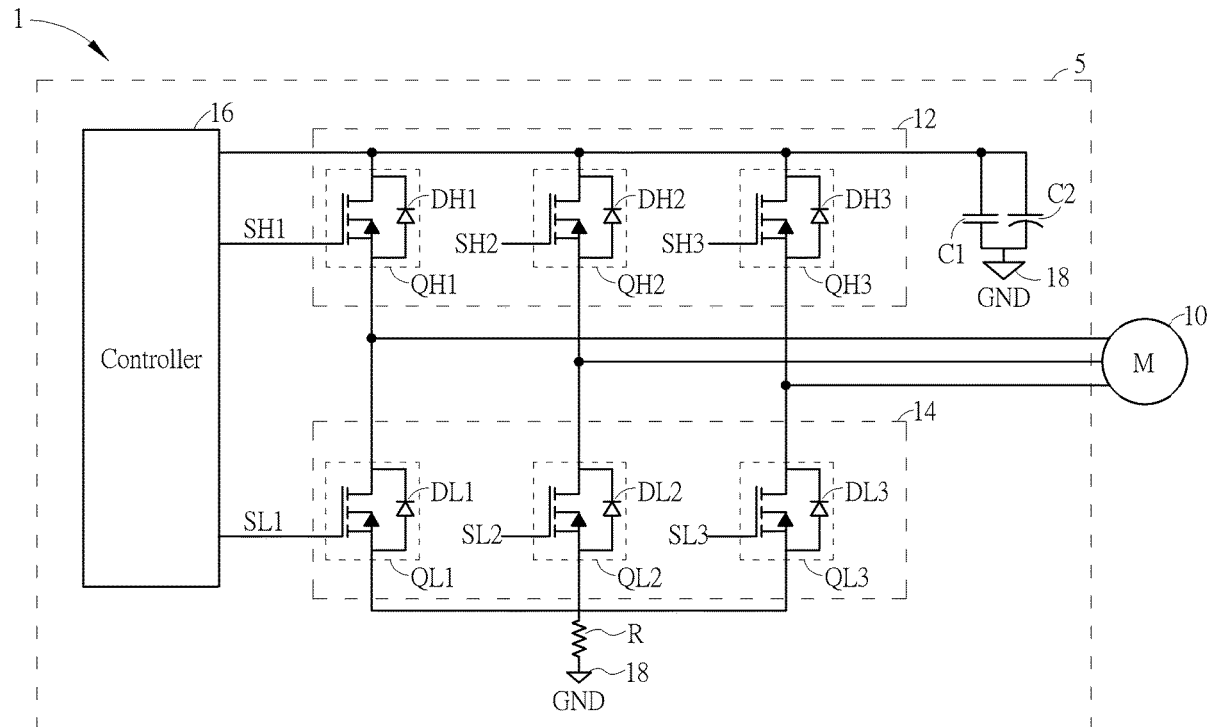 1
5
16
12
DH1
DH2
DH3
C2
SH1
SH2
SH3
C1
18
GND
QH1
QH2
QH3
10
Controller
M
14
DL1
DL2
DL3
SL1
SL2
SL3
QL1
QL2
QL3
R
18
GND